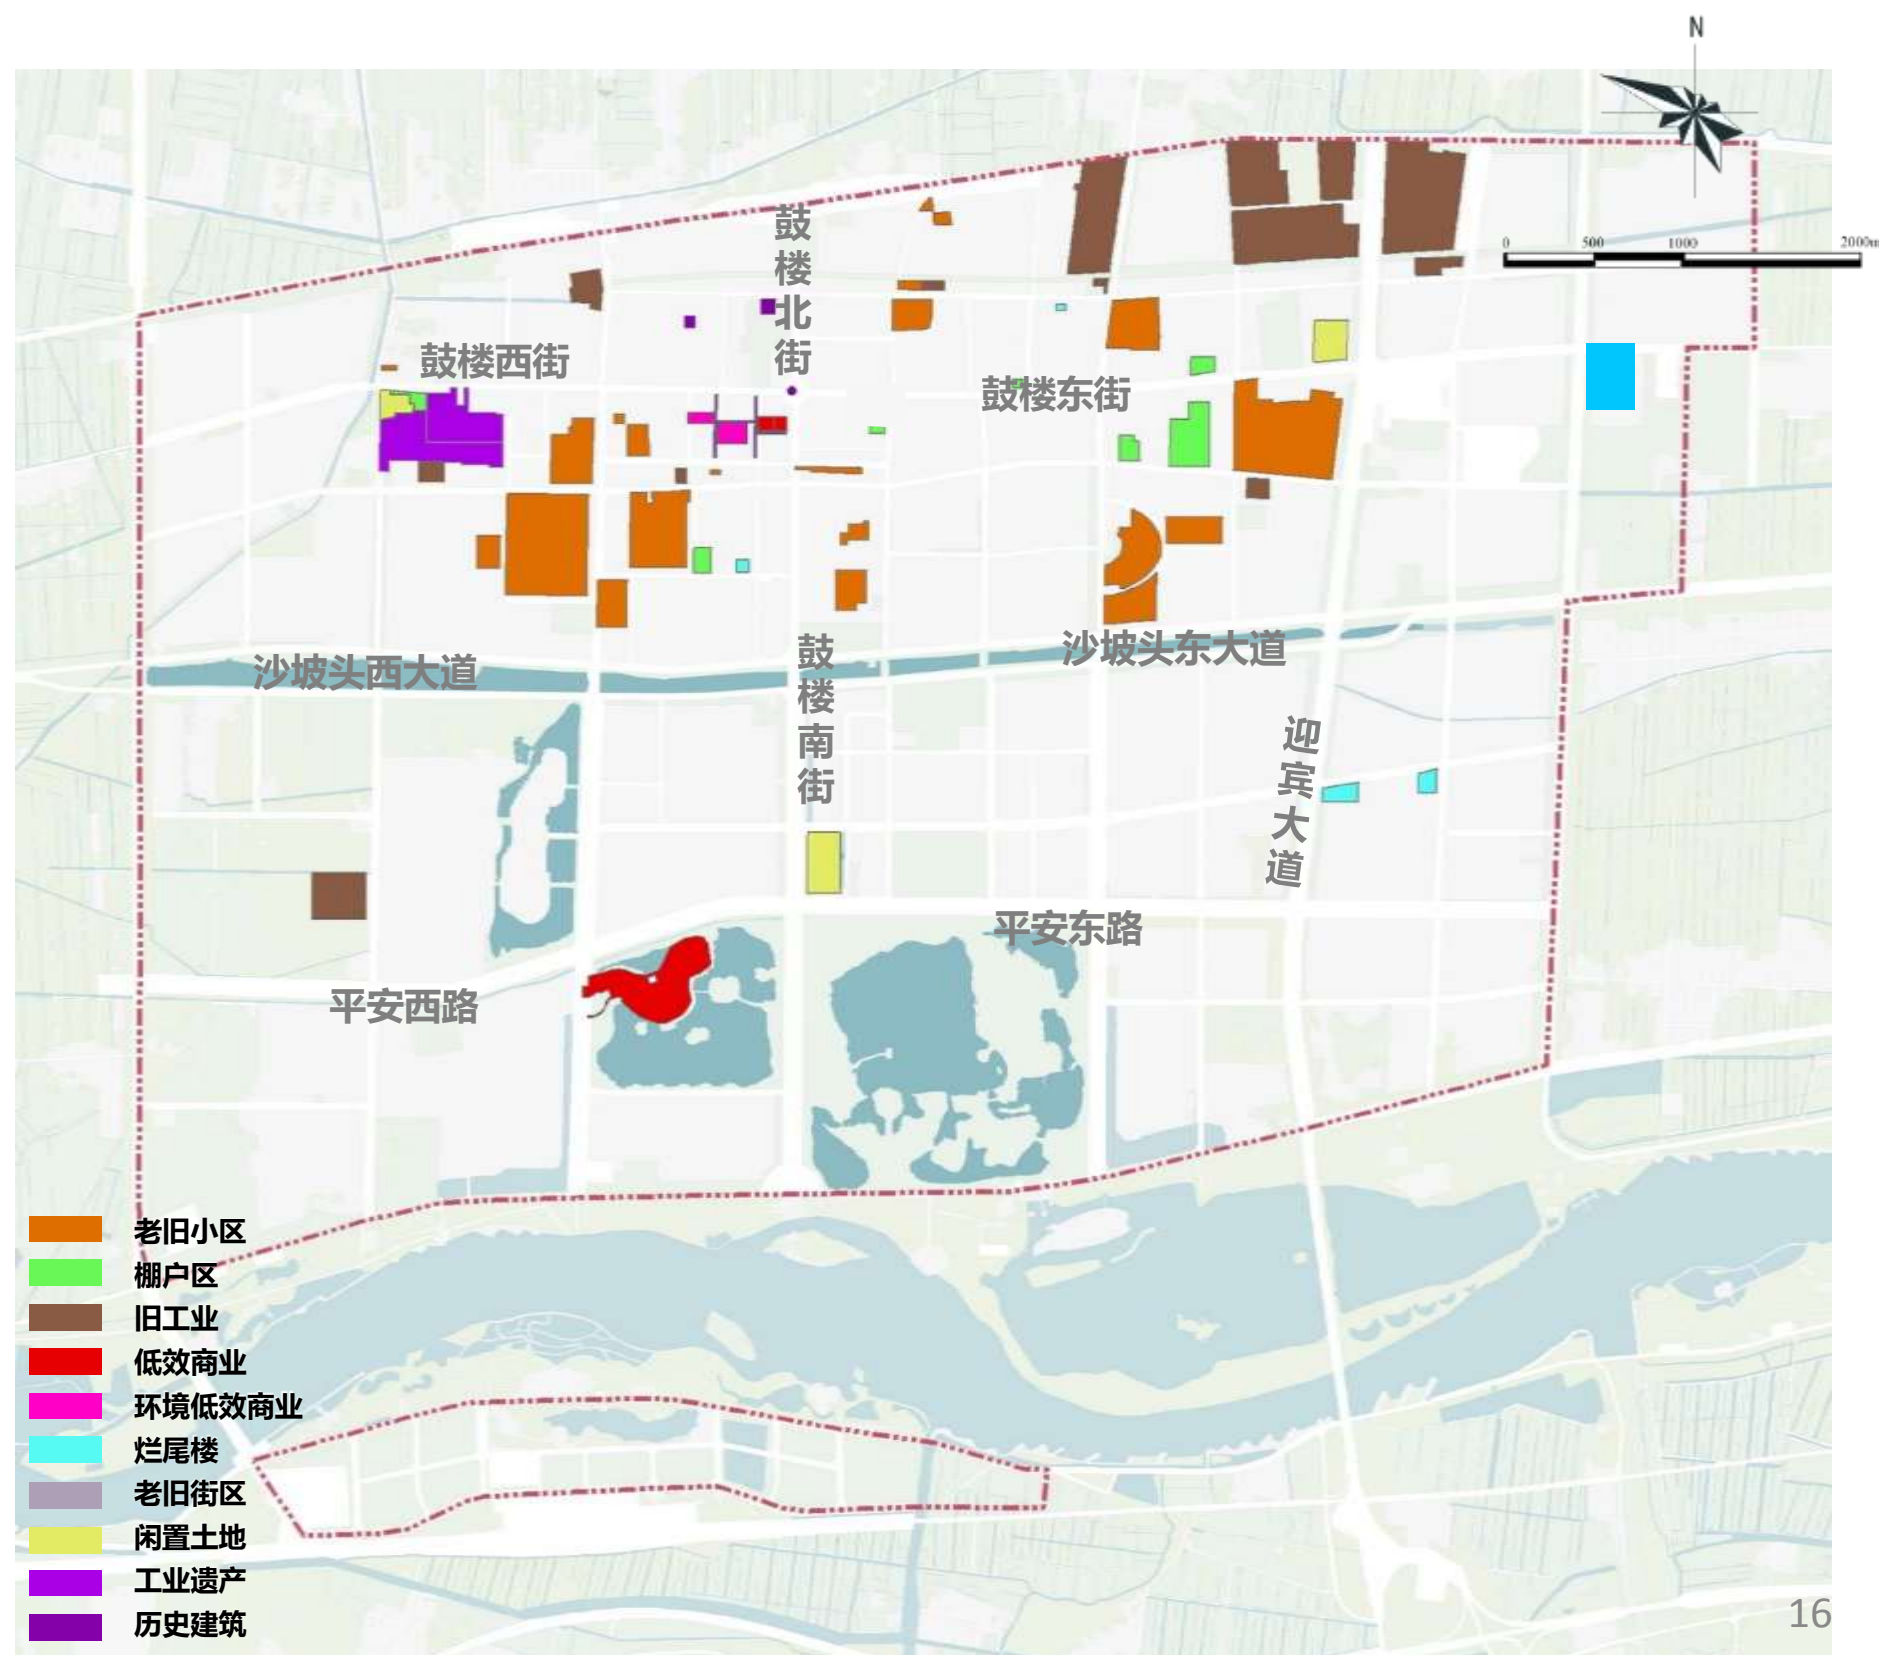 N
0 500 1000 2000m
鼓楼北街
鼓楼西街
鼓楼东街
沙坡头西大道
沙坡头东大道
鼓楼南街
迎宾大道
平安东路
平安西路
老旧小区
棚户区
旧工业
低效商业
环境低效商业
烂尾楼
老旧街区
闲置土地
工业遗产
历史建筑
16